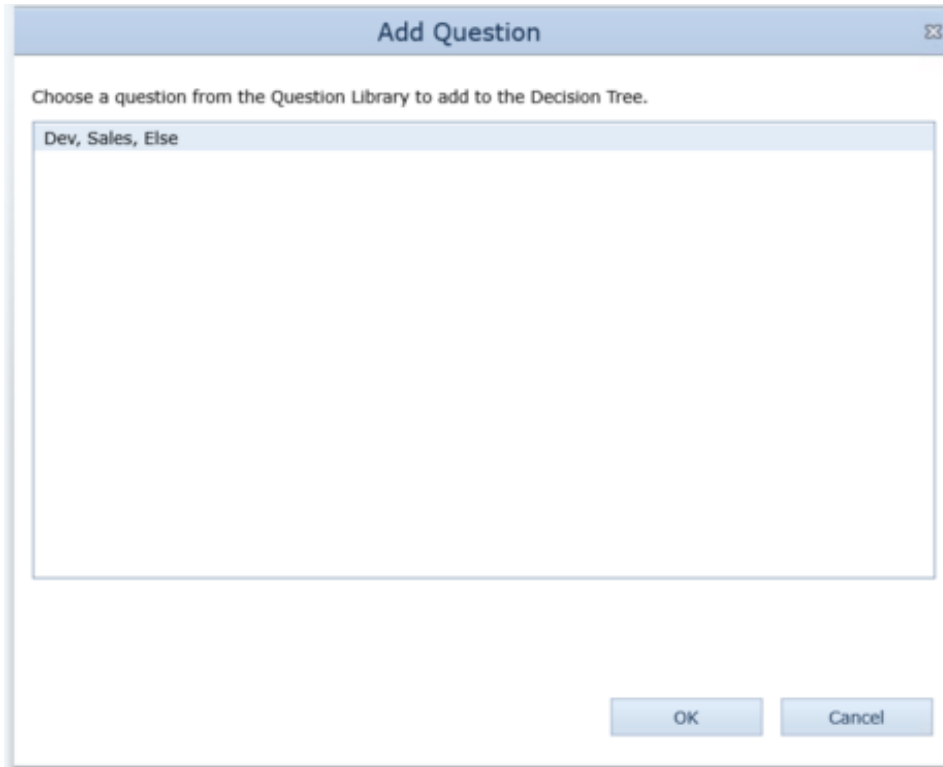 Add Question
Choose a question from the Question Library to add to the Decision Tree.
Dev, Sales, Else
OK
Cancel